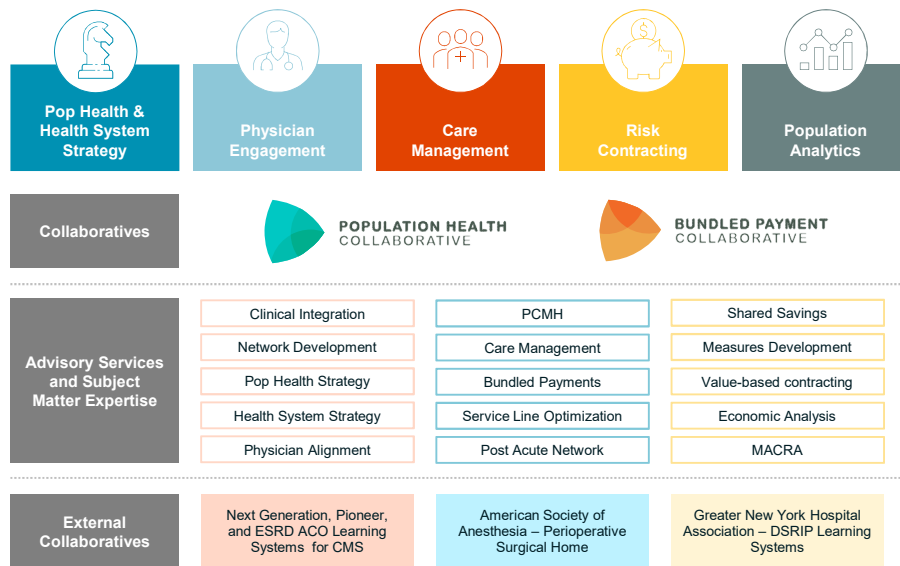 Pop Health &
Health System
Strategy
Physician
Engagement
Care
Management
Risk
Contracting
Population
Analytics
Collaboratives
POPULATION HEALTH
COLLABORATIVE
BUNDLED PAYMENT
COLLABORATIVE
Advisory Services
and Subject
Matter Expertise
Clinical Integration
Network Development
Pop Health Strategy
Health System Strategy
Physician Alignment
PCMH
Care Management
Bundled Payments
Service Line Optimization
Post Acute Network
Shared Savings
Measures Development
Value-based contracting
Economic Analysis
MACRA
External
Collaboratives
Next Generation, Pioneer,
and ESRD ACO Learning
Systems for CMS
American Society of
Anesthesia – Perioperative
Surgical Home
Greater New York Hospital
Association – DSRIP Learning
Systems